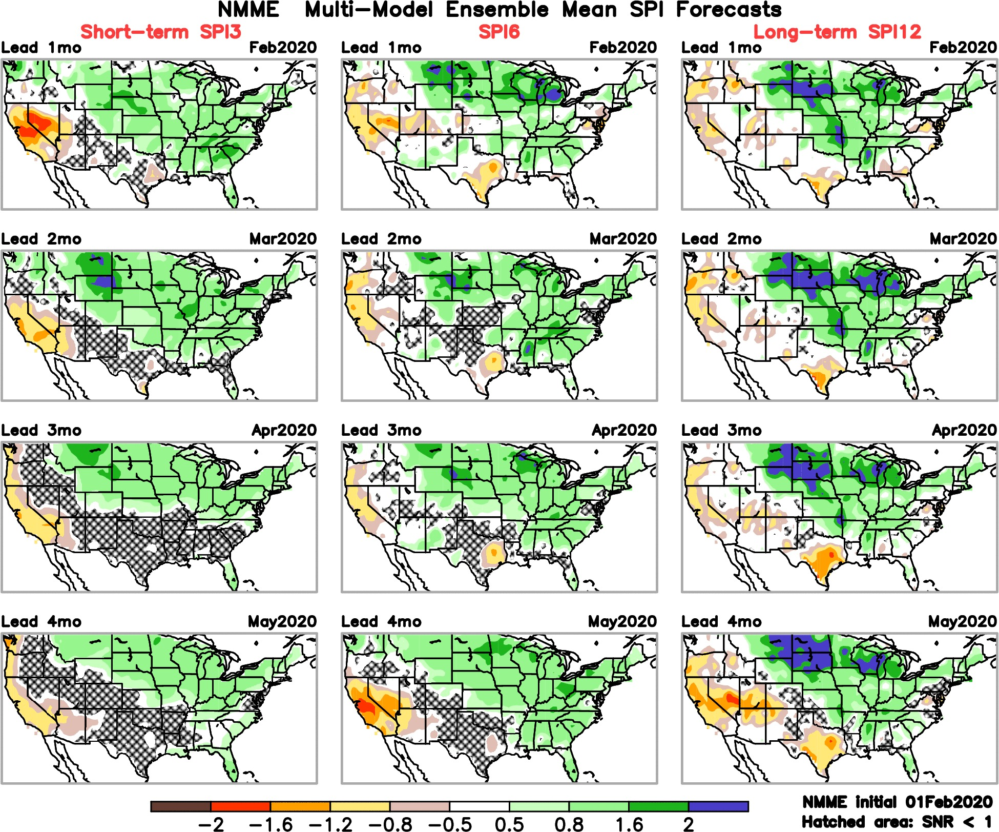 NMME Multi-Model Ensemble Mean SPI Forecasts
Short-term SPI3 SPI6 Long-term SPI12
Lead 1mo Feb2020 Lead 1mo Feb2020 Lead 1mo Feb2020
Lead 2mo Mar2020 Lead 2mo Mar2020 Lead 2mo Mar2020
Lead 3mo Apr2020 Lead 3mo Apr2020 Lead 3mo Apr2020
Lead 4mo May2020 Lead 4mo May2020 Lead 4mo May2020
NMME initial 01Feb2020
-2 -1.6 -1.2 -0.8 -0.5 0.5 0.8 1.6 2 Hatched area: SNR < 1